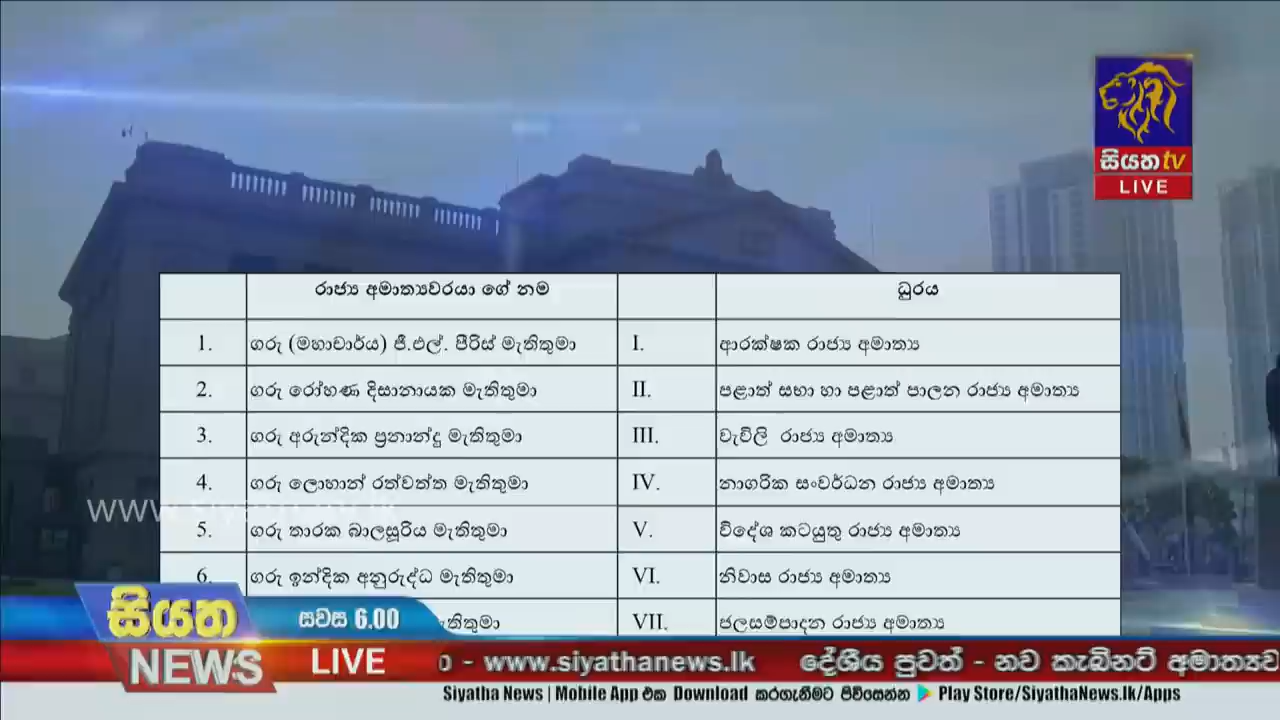 සියත tv
LIVE
රාජ්‍ය අමාත්‍යවරයා ගේ නම ධුරය
1. ගරු (මහාචාර්ය) ජී.එල්. පීරිස් මැතිතුමා I. ආරක්ෂක රාජ්‍ය අමාත්‍ය
2. ගරු රෝහණ දිසානායක මැතිතුමා II. පළාත් සභා හා පළාත් පාලන රාජ්‍ය අමාත්‍ය
3. ගරු අරුන්දික ප්‍රනාන්දු මැතිතුමා III. වැවිලි රාජ්‍ය අමාත්‍ය
4. ගරු ලොහාන් රත්වත්ත මැතිතුමා IV. නාගරික සංවර්ධන රාජ්‍ය අමාත්‍ය
5. ගරු තාරක බාලසූරිය මැතිතුමා V. විදේශ කටයුතු රාජ්‍ය අමාත්‍ය
6. ගරු ඉන්දික අනුරුද්ධ මැතිතුමා VI. නිවාස රාජ්‍ය අමාත්‍ය
VII. ජලසම්පාදන රාජ්‍ය අමාත්‍ය
සියත සවස 6.00
NEWS LIVE 0 - www.siyathanews.lk දේශීය පුවත් - නව කැබිනට් අමාත්‍යව
Siyatha News | Mobile App එක Download කරගැනීමට පිවිසෙන්න Play Store/SiyathaNews.lk/Apps